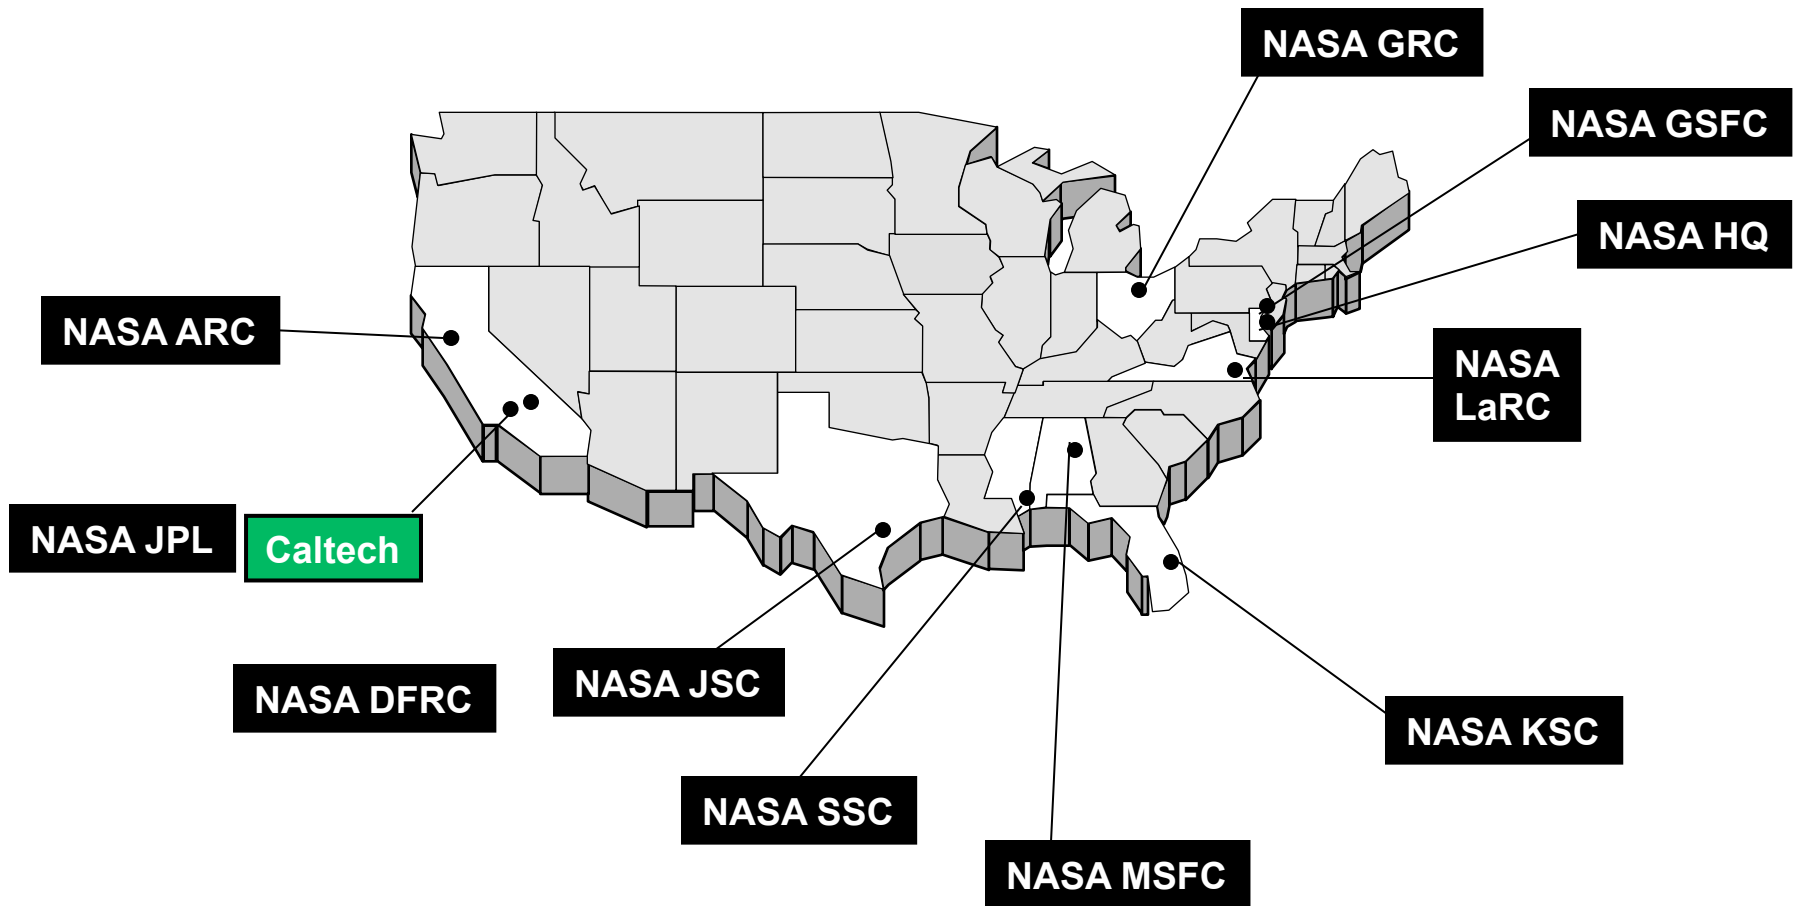 NASA GRC
NASA GSFC
NASA HQ
NASA ARC
NASA
LaRC
NASA JPL
Caltech
NASA JSC
NASA DFRC
NASA KSC
NASA SSC
NASA MSFC